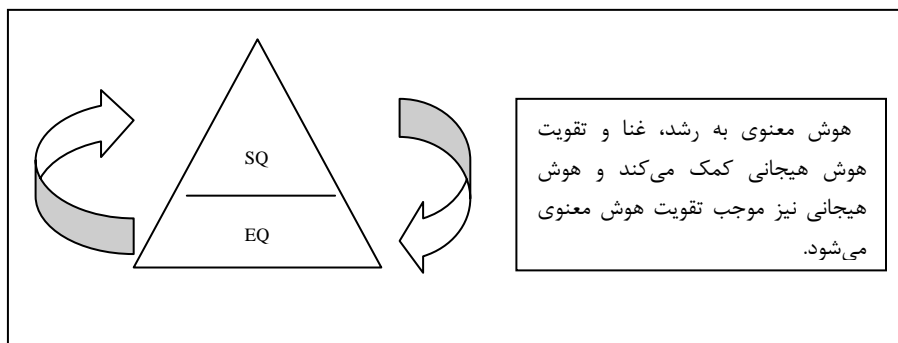 SQ
EQ
هوش معنوی به رشد، غنا و تقویت
هوش هیجانی کمک می‌کند و هوش
هیجانی نیز موجب تقویت هوش معنوی
می‌شود.